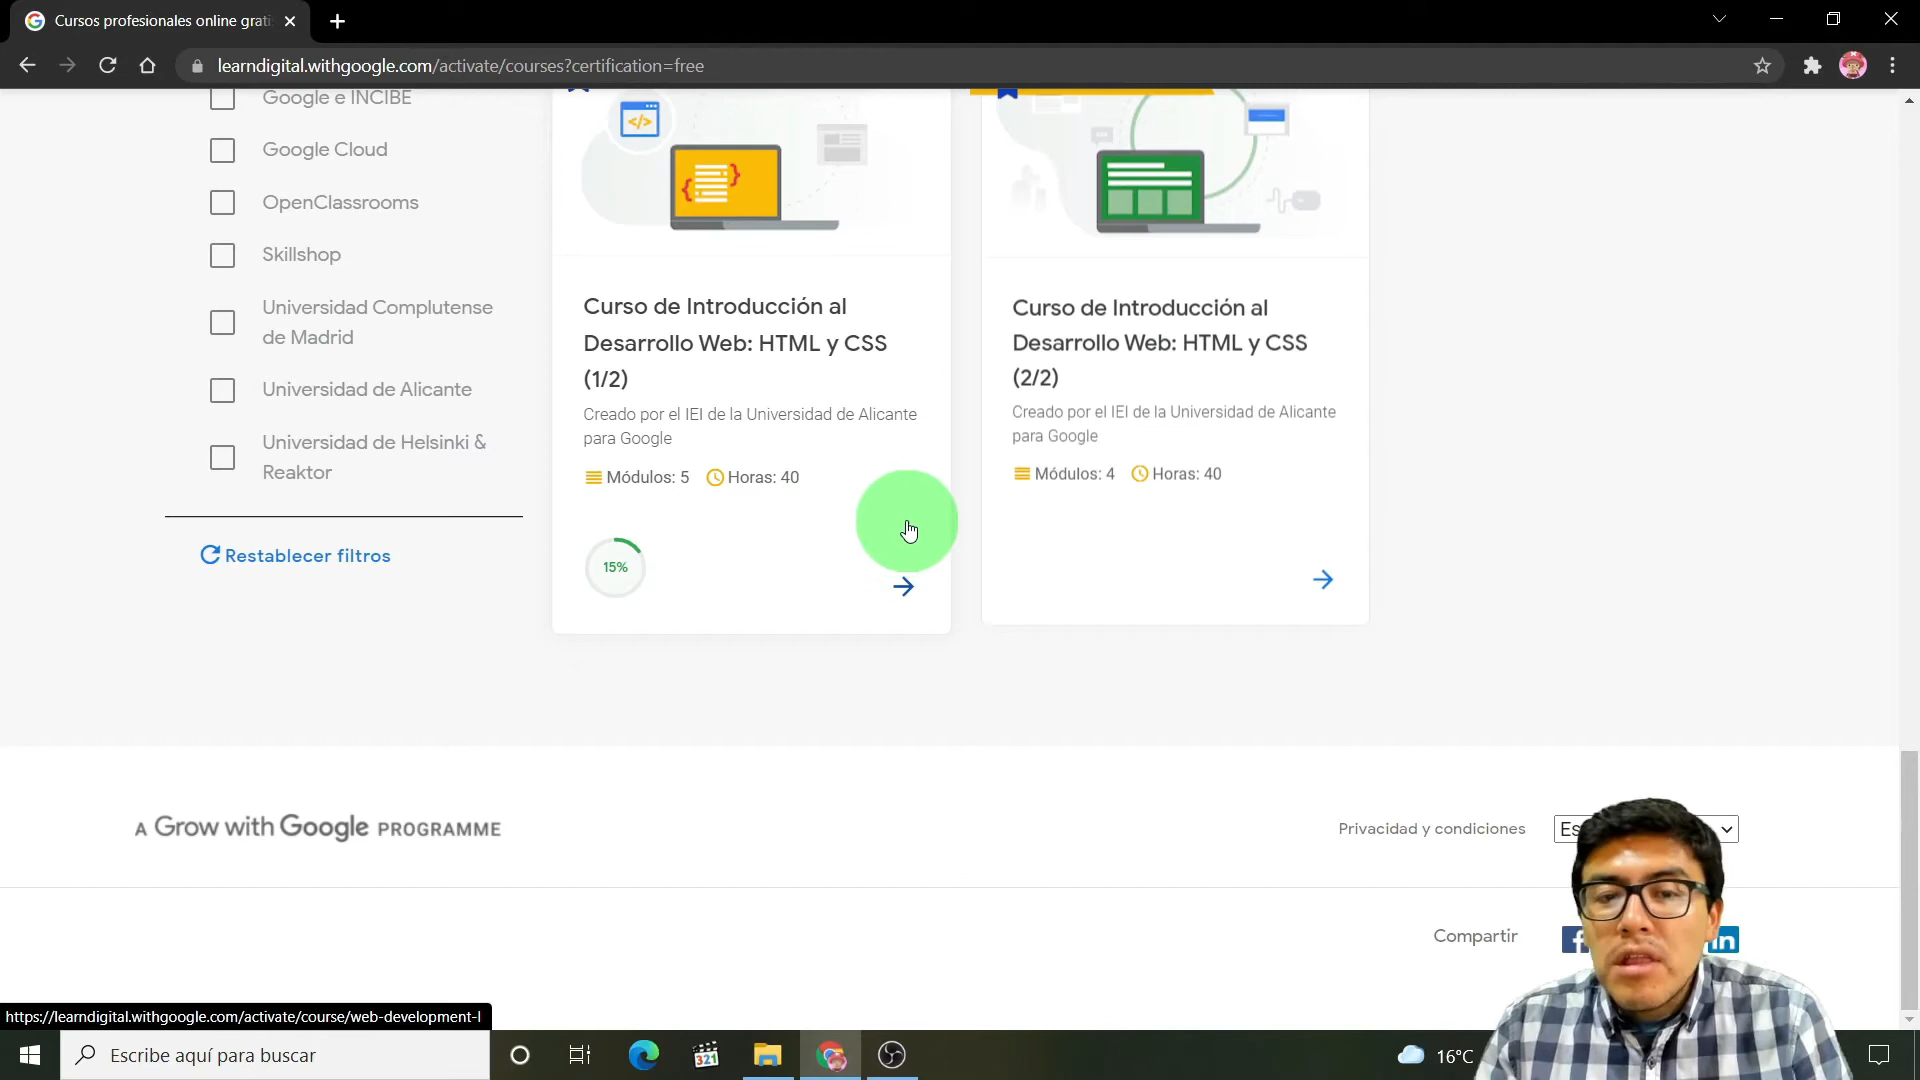 Cursos profesionales online grati
learndigital.withgoogle.com/activate/courses?certification=free
Google e INCIBE
Google Cloud
OpenClassrooms
Skillshop
Universidad Complutense
de Madrid
Universidad de Alicante
Universidad de Helsinki &
Reaktor
Restablecer filtros
Curso de Introducción al
Desarrollo Web: HTML y CSS
(1/2)
Creado por el IEI de la Universidad de Alicante
para Google
Módulos: 5 Horas: 40
15%
Curso de Introducción al
Desarrollo Web: HTML y CSS
(2/2)
Creado por el IEI de la Universidad de Alicante
para Google
Módulos: 4 Horas: 40
A Grow with Google PROGRAMME
Privacidad y condiciones
Es
Compartir
f in
https://learndigital.withgoogle.com/activate/course/web-development-I
Escribe aquí para buscar
321
16°C